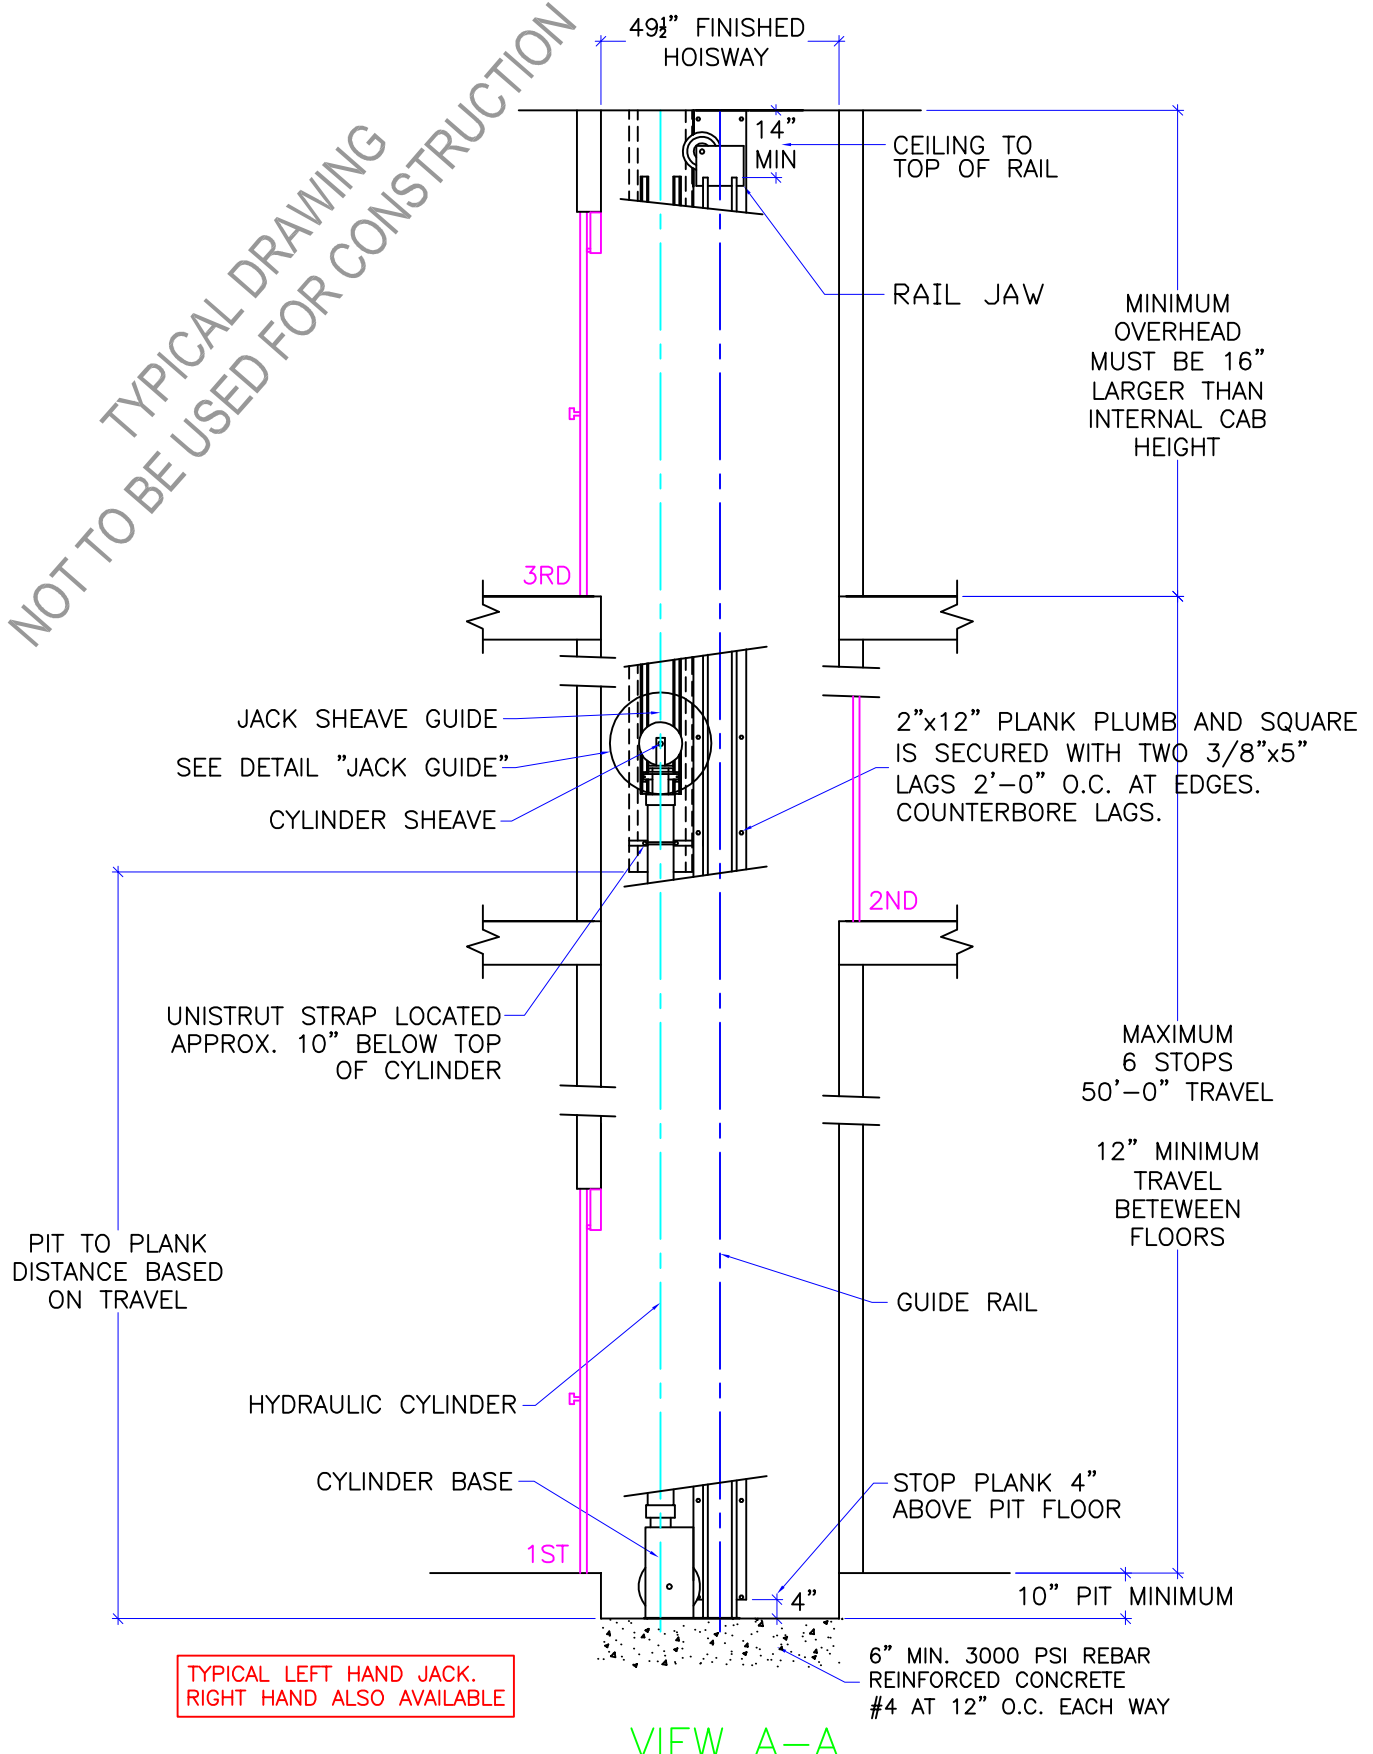 49½” FINISHED
HOISWAY
TYPICAL DRAWING
NOT TO BE USED FOR CONSTRUCTION
14”
MIN
CEILING TO
TOP OF RAIL
RAIL JAW
MINIMUM
OVERHEAD
MUST BE 16”
LARGER THAN
INTERNAL CAB
HEIGHT
3RD
JACK SHEAVE GUIDE
SEE DETAIL "JACK GUIDE"
CYLINDER SHEAVE
2”x12” PLANK PLUMB AND SQUARE
IS SECURED WITH TWO 3/8”x5”
LAGS 2’-0” O.C. AT EDGES.
COUNTERBORE LAGS.
2ND
UNISTRUT STRAP LOCATED
APPROX. 10” BELOW TOP
OF CYLINDER
MAXIMUM
6 STOPS
50’-0” TRAVEL
12” MINIMUM
TRAVEL
BETEWEEN
FLOORS
PIT TO PLANK
DISTANCE BASED
ON TRAVEL
GUIDE RAIL
HYDRAULIC CYLINDER
CYLINDER BASE
STOP PLANK 4”
ABOVE PIT FLOOR
1ST
4”
10” PIT MINIMUM
6” MIN. 3000 PSI REBAR
REINFORCED CONCRETE
#4 AT 12” O.C. EACH WAY
TYPICAL LEFT HAND JACK.
RIGHT HAND ALSO AVAILABLE
VIEW A-A